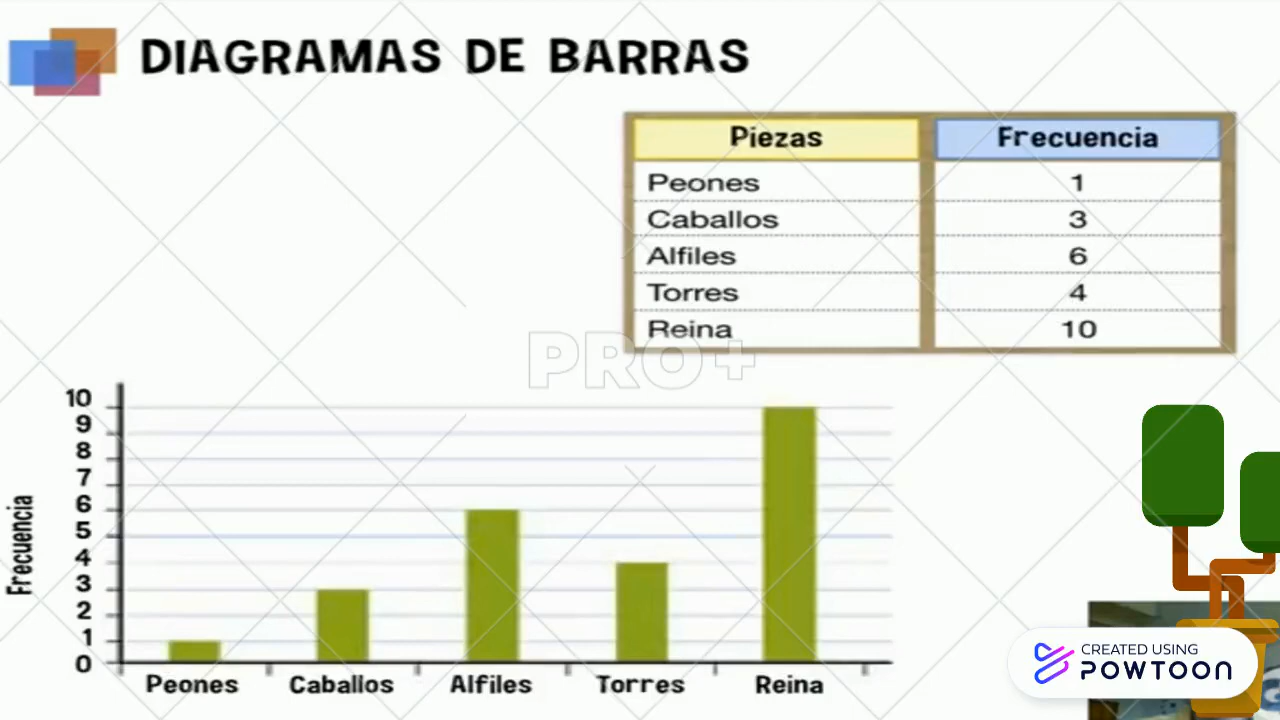 DIAGRAMAS DE BARRAS
Piezas Frecuencia
Peones 1
Caballos 3
Alfiles 6
Torres 4
Reina 10
PRO+
10
9
8
7
6
5
4
3
2
1
0
Frecuencia
Peones Caballos Alfiles Torres Reina
CREATED USING
POWTOON